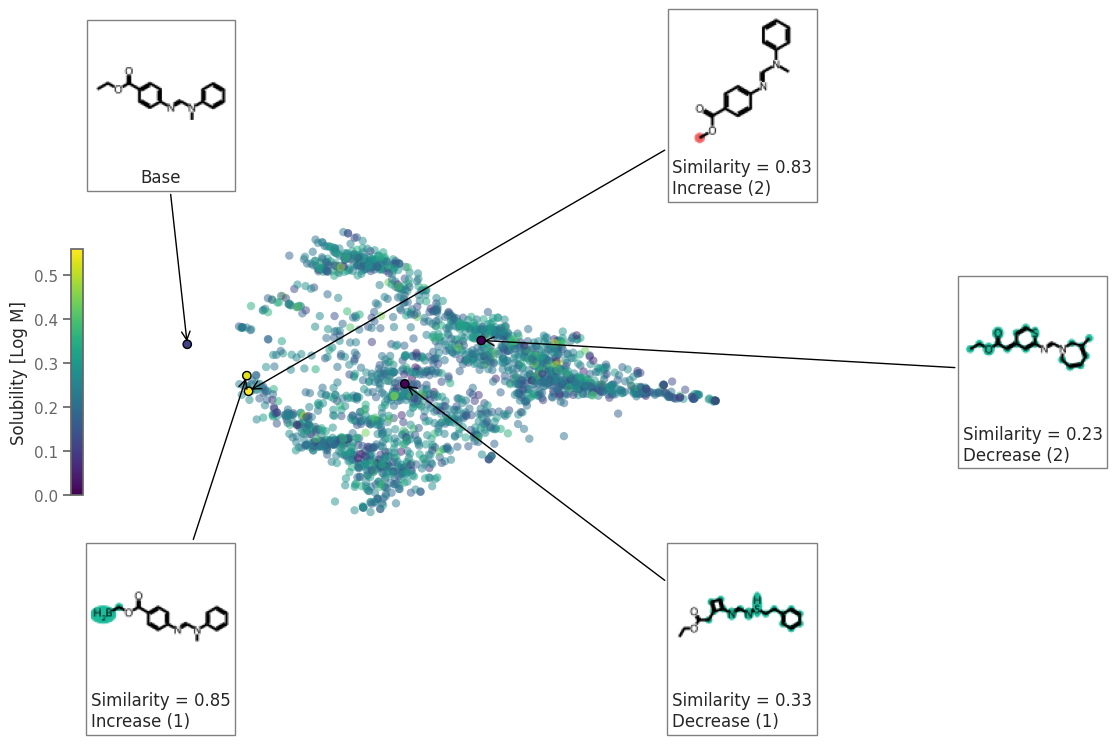 Base
Similarity = 0.83
Increase (2)
Solubility [Log M]
0.5
0.4
0.3
0.2
0.1
0.0
Similarity = 0.23
Decrease (2)
Similarity = 0.85
Increase (1)
Similarity = 0.33
Decrease (1)